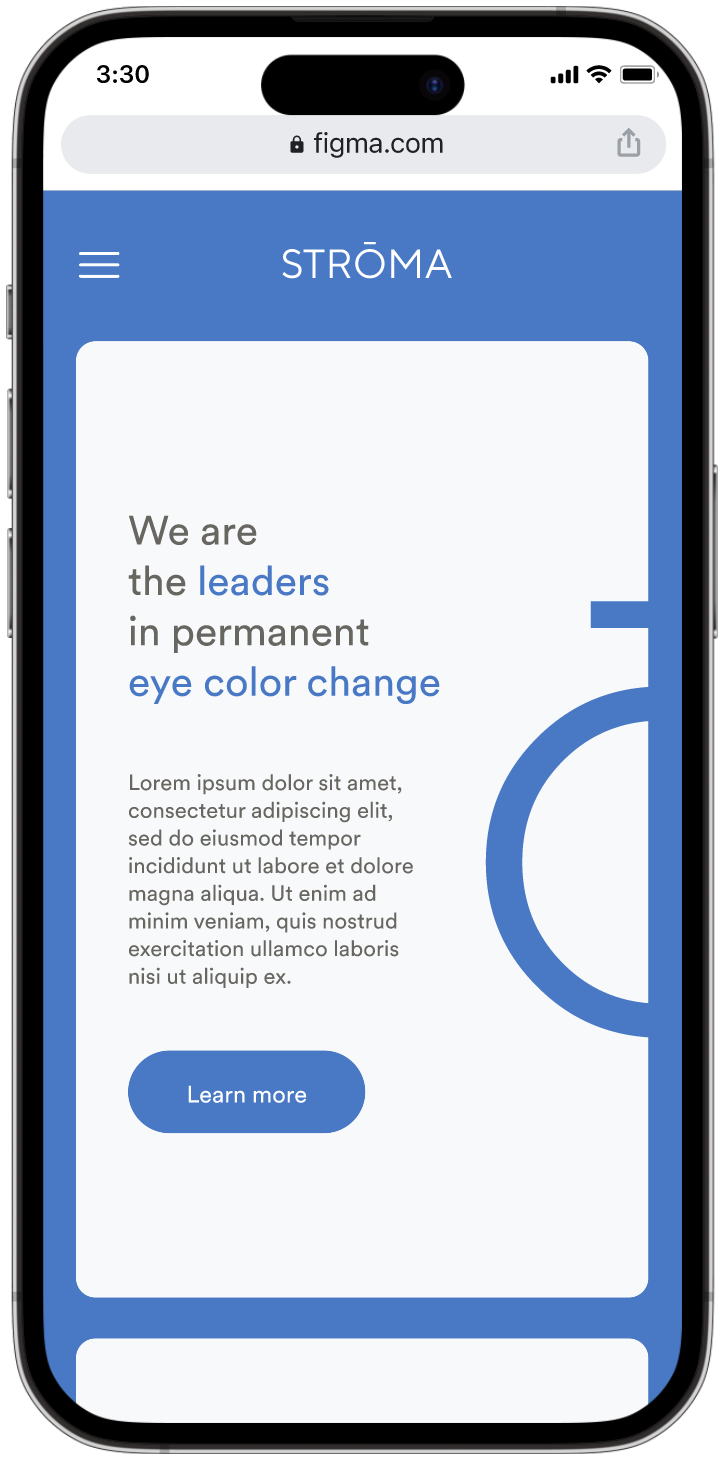 3:30
figma.com
STRŌMA
We are
the leaders
in permanent
eye color change
Lorem ipsum dolor sit amet,
consectetur adipiscing elit,
sed do eiusmod tempor
incididunt ut labore et dolore
magna aliqua. Ut enim ad
minim veniam, quis nostrud
exercitation ullamco laboris
nisi ut aliquip ex.
Learn more